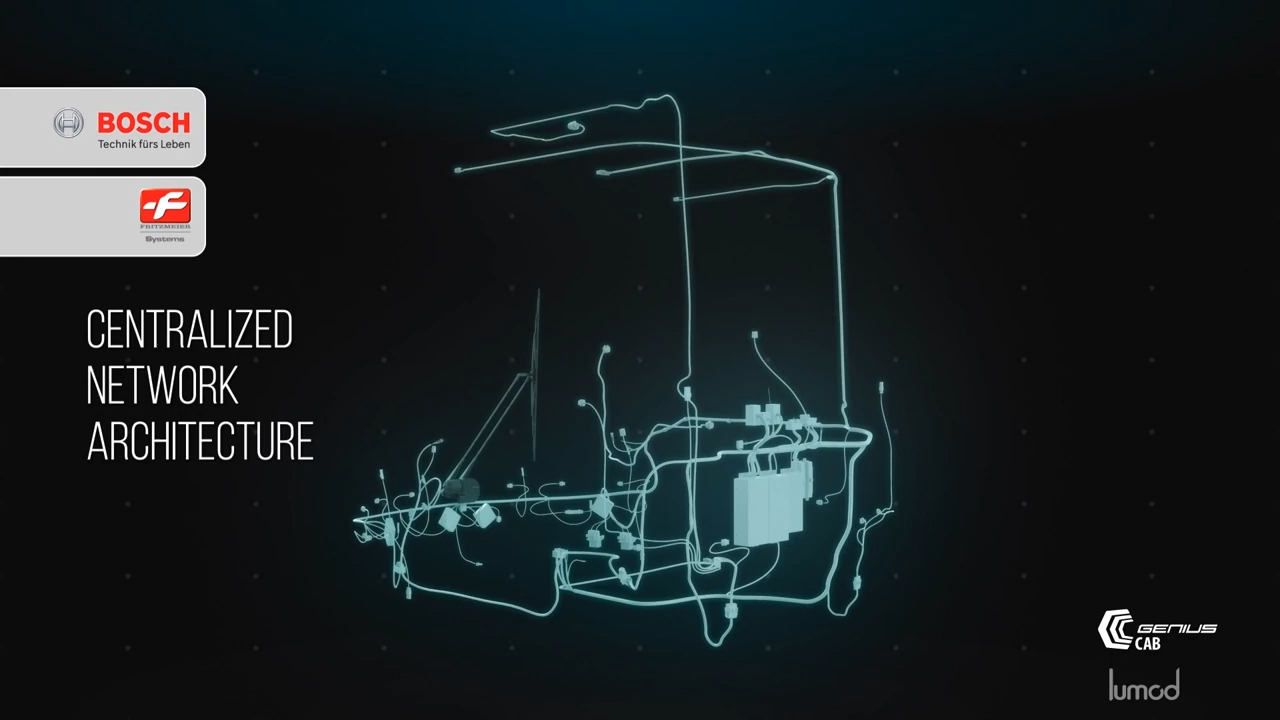 BOSCH
Technik fürs Leben
FRITZMEIER
Systems
CENTRALIZED
NETWORK
ARCHITECTURE
GENIUS
CAB
lumod